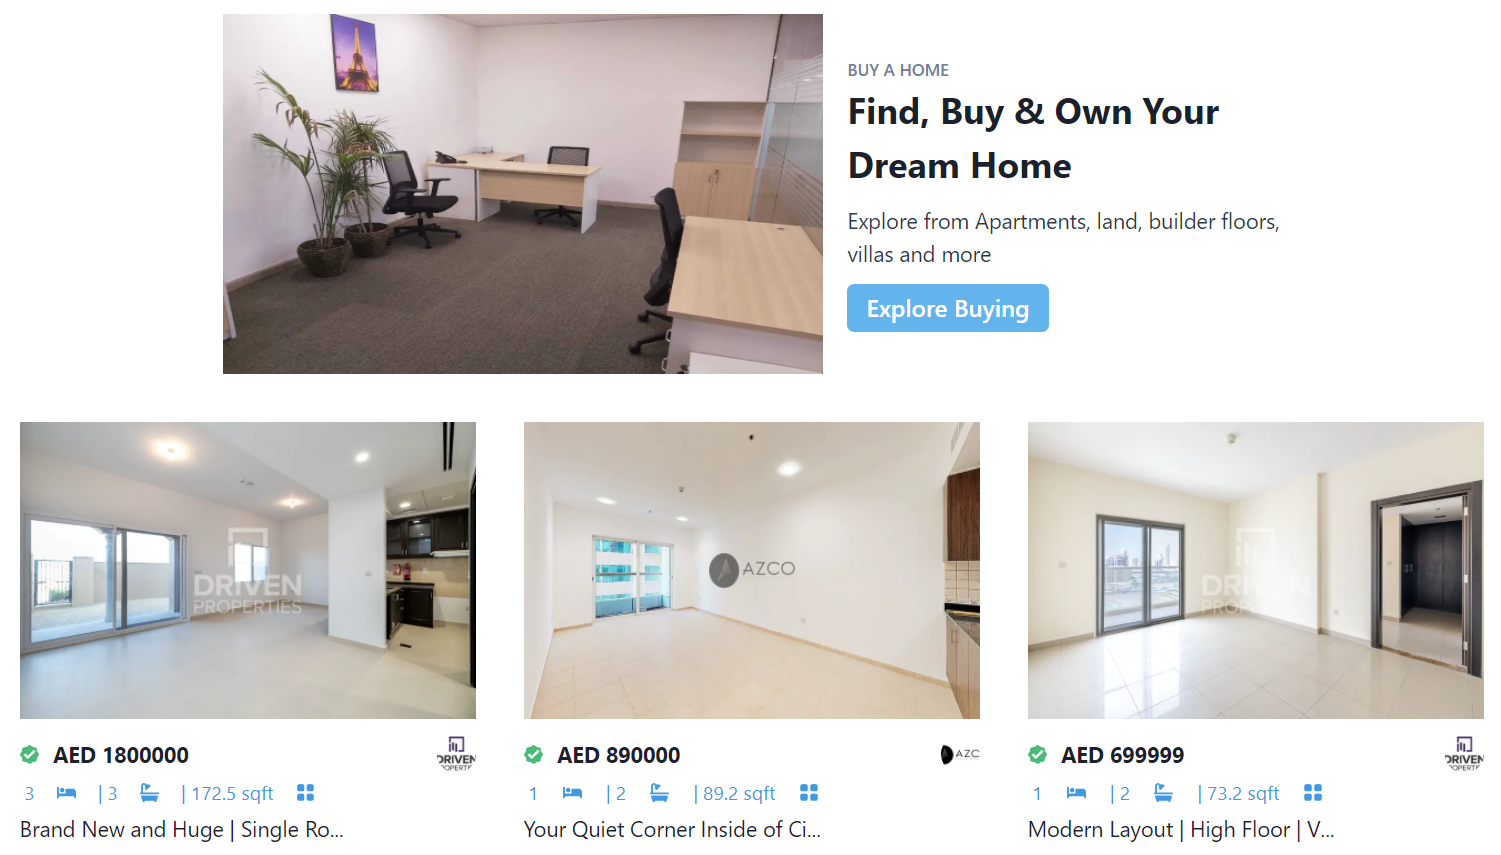 BUY A HOME
Find, Buy & Own Your
Dream Home
Explore from Apartments, land, builder floors,
villas and more
Explore Buying
DRIVEN
PROPERTIES
AZCO
DRIVEN
PROPERTIES
AED 1800000
DRIVEN
3 | 3 | 172.5 sqft
Brand New and Huge | Single Ro...
AED 890000
AZC
1 | 2 | 89.2 sqft
Your Quiet Corner Inside of Ci...
AED 699999
DRIVEN
1 | 2 | 73.2 sqft
Modern Layout | High Floor | V...